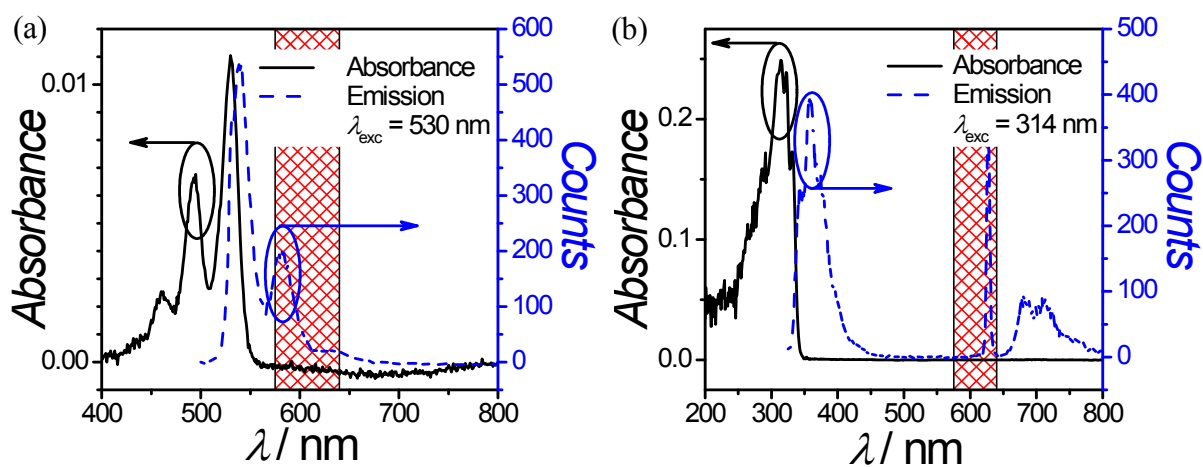 (a)
Absorbance
Emission
λexc = 530 nm
0.01
0.00
Absorbance
600
500
400
300
200
100
0
Counts
400 500 600 700 800
λ / nm
(b)
Absorbance
Emission
λexc = 314 nm
0.2
0.1
0.0
Absorbance
500
400
300
200
100
0
Counts
200 300 400 500 600 700 800
λ / nm